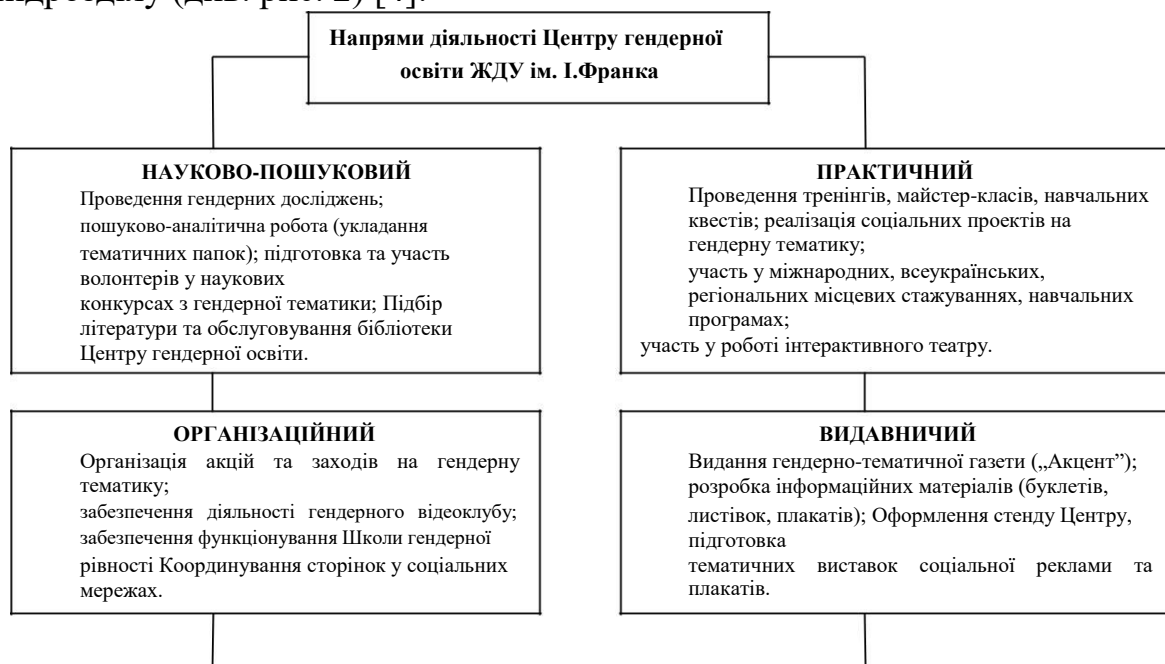 підрозділу (див. рис. 2) [4].
Напрями діяльності Центру гендерної
освіти ЖДУ ім. І.Франка
НАУКОВО-ПОШУКОВИЙ
Проведення гендерних досліджень;
пошуково-аналітична робота (укладання
тематичних папок); підготовка та участь
волонтерів у наукових
конкурсах з гендерної тематики; Підбір
літератури та обслуговування бібліотеки
Центру гендерної освіти.
ПРАКТИЧНИЙ
Проведення тренінгів, майстер-класів, навчальних
квестів; реалізація соціальних проектів на
гендерну тематику;
участь у міжнародних, всеукраїнських,
регіональних місцевих стажуваннях, навчальних
програмах;
участь у роботі інтерактивного театру.
ОРГАНІЗАЦІЙНИЙ
Організація акцій та заходів на гендерну
тематику;
забезпечення діяльності гендерного відеоклубу;
забезпечення функціонування Школи гендерної
рівності Координування сторінок у соціальних
мережах.
ВИДАВНИЧИЙ
Видання гендерно-тематичної газети („Акцент”);
розробка інформаційних матеріалів (буклетів,
листівок, плакатів); Оформлення стенду Центру,
підготовка
тематичних виставок соціальної реклами та
плакатів.